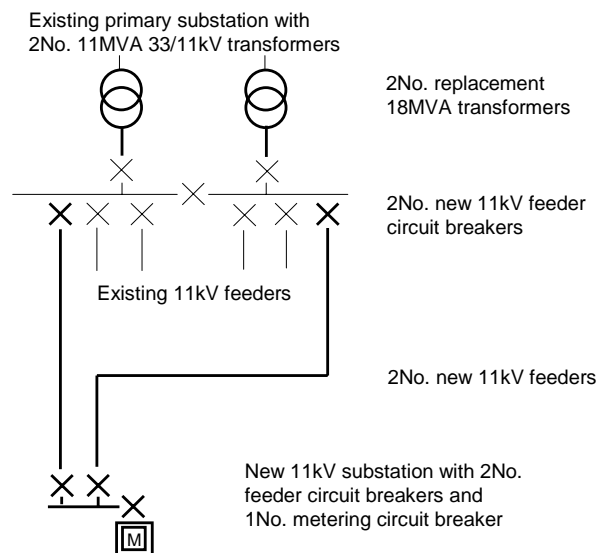 Existing primary substation with
2No. 11MVA 33/11kV transformers
2No. replacement
18MVA transformers
2No. new 11kV feeder
circuit breakers
Existing 11kV feeders
2No. new 11kV feeders
New 11kV substation with 2No.
feeder circuit breakers and
1No. metering circuit breaker
M